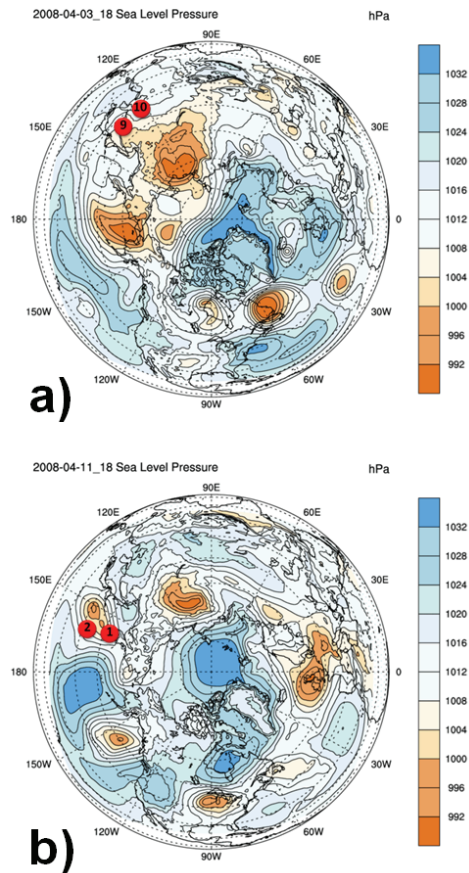 2008-04-03_18 Sea Level Pressure hPa
90E
120E 60E
150E 30E
180 0
150W 30W
120W 60W
90W
10
9
1032
1028
1024
1020
1016
1012
1008
1004
1000
996
992
a)
2008-04-11_18 Sea Level Pressure hPa
90E
120E 60E
150E 30E
180 0
150W 30W
120W 60W
90W
2 1
1032
1028
1024
1020
1016
1012
1008
1004
1000
996
992
b)